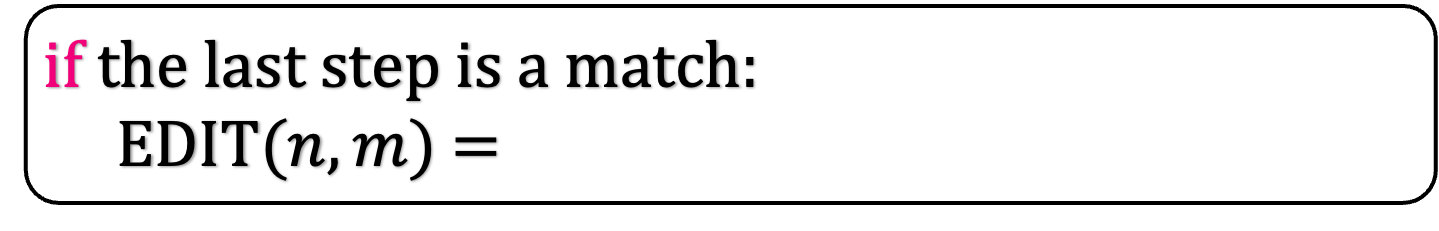 if the last step is a match:
EDIT(n, m) =